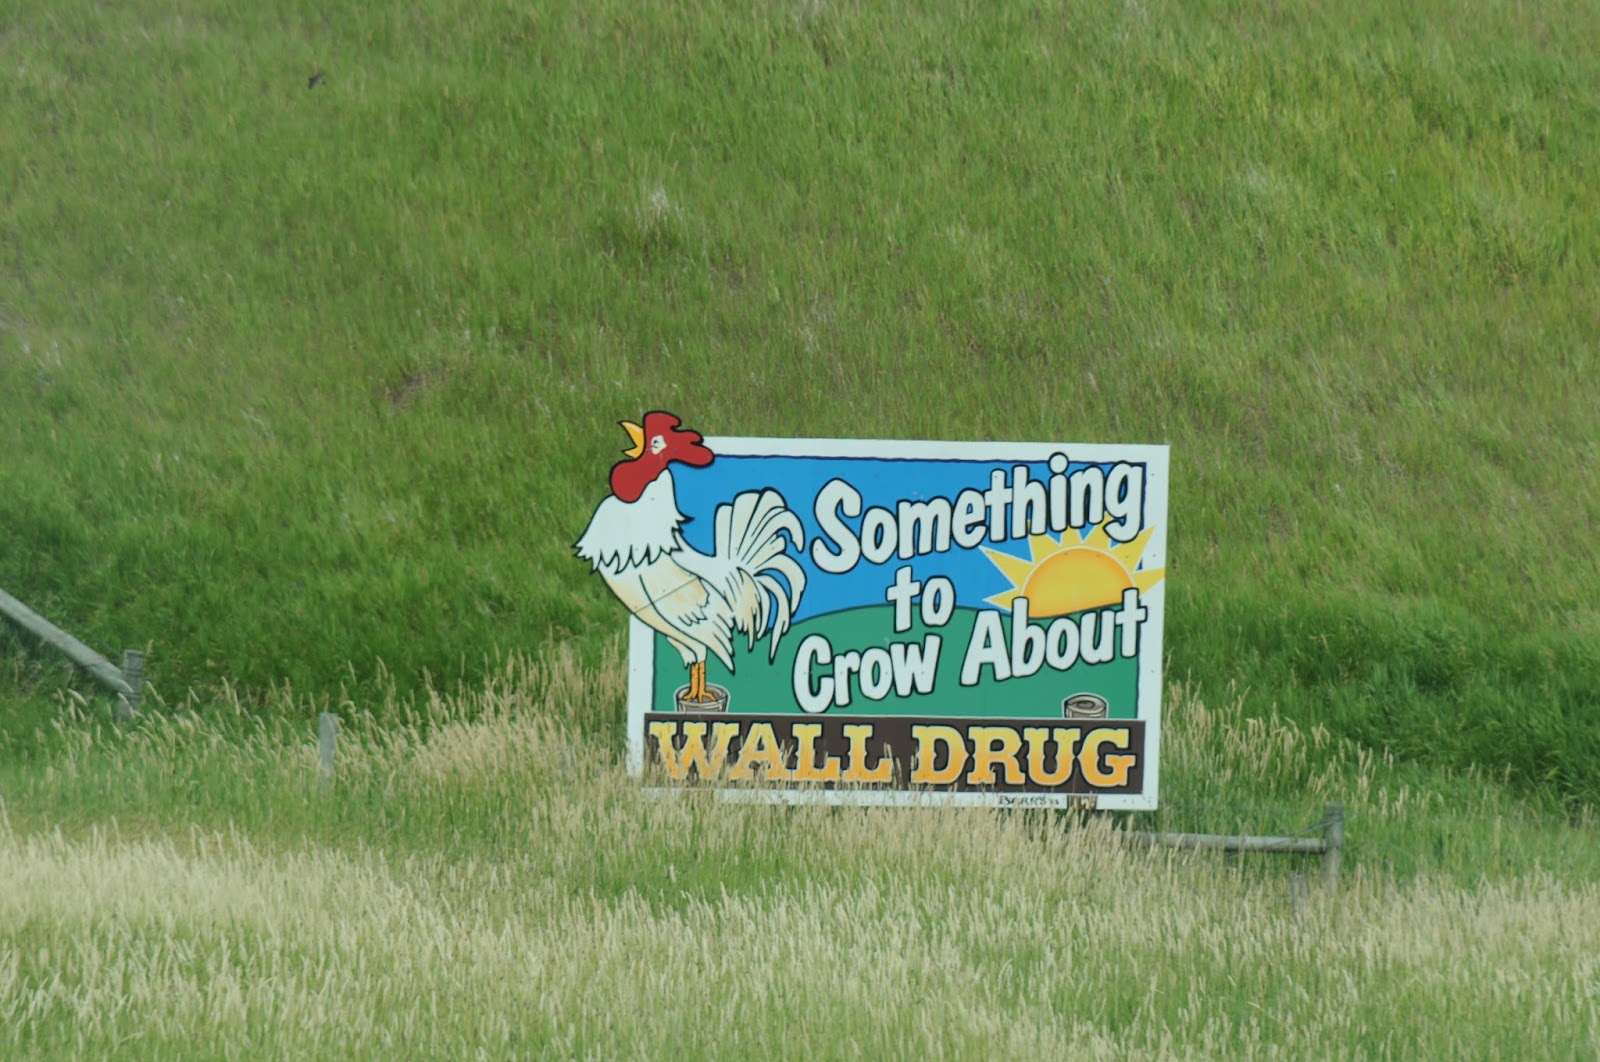 Something
to
Crow About
WALL DRUG